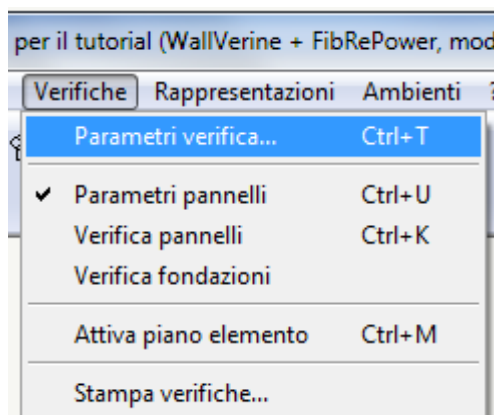 per il tutorial (WallVerine + FibRePower, mod
Verifiche Rappresentazioni Ambienti ?
Parametri verifica... Ctrl+T
✔ Parametri pannelli Ctrl+U
Verifica pannelli Ctrl+K
Verifica fondazioni
Attiva piano elemento Ctrl+M
Stampa verifiche...